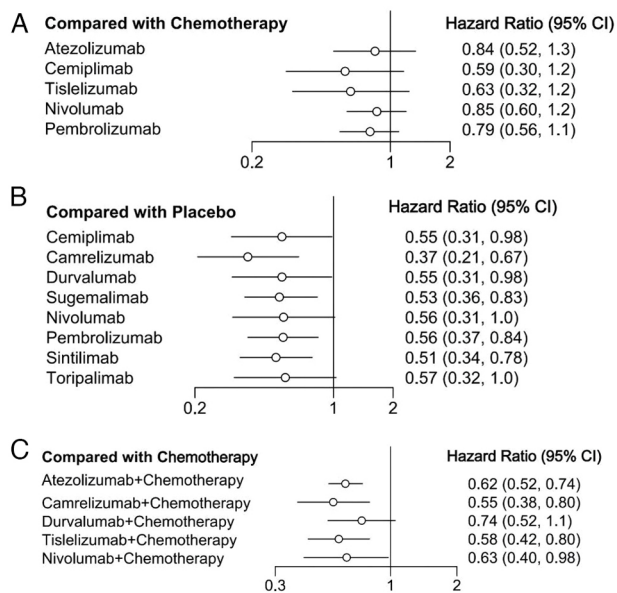 A
Compared with Chemotherapy Hazard Ratio (95% CI)
Atezolizumab 0.84 (0.52, 1.3)
Cemiplimab 0.59 (0.30, 1.2)
Tislelizumab 0.63 (0.32, 1.2)
Nivolumab 0.85 (0.60, 1.2)
Pembrolizumab 0.79 (0.56, 1.1)
0.2 1 2
B
Compared with Placebo Hazard Ratio (95% CI)
Cemiplimab 0.55 (0.31, 0.98)
Camrelizumab 0.37 (0.21, 0.67)
Durvalumab 0.55 (0.31, 0.98)
Sugemalimab 0.53 (0.36, 0.83)
Nivolumab 0.56 (0.31, 1.0)
Pembrolizumab 0.56 (0.37, 0.84)
Sintilimab 0.51 (0.34, 0.78)
Toripalimab 0.57 (0.32, 1.0)
0.2 1 2
C
Compared with Chemotherapy Hazard Ratio (95% CI)
Atezolizumab+Chemotherapy 0.62 (0.52, 0.74)
Camrelizumab+Chemotherapy 0.55 (0.38, 0.80)
Durvalumab+Chemotherapy 0.74 (0.52, 1.1)
Tislelizumab+Chemotherapy 0.58 (0.42, 0.80)
Nivolumab+Chemotherapy 0.63 (0.40, 0.98)
0.3 1 2